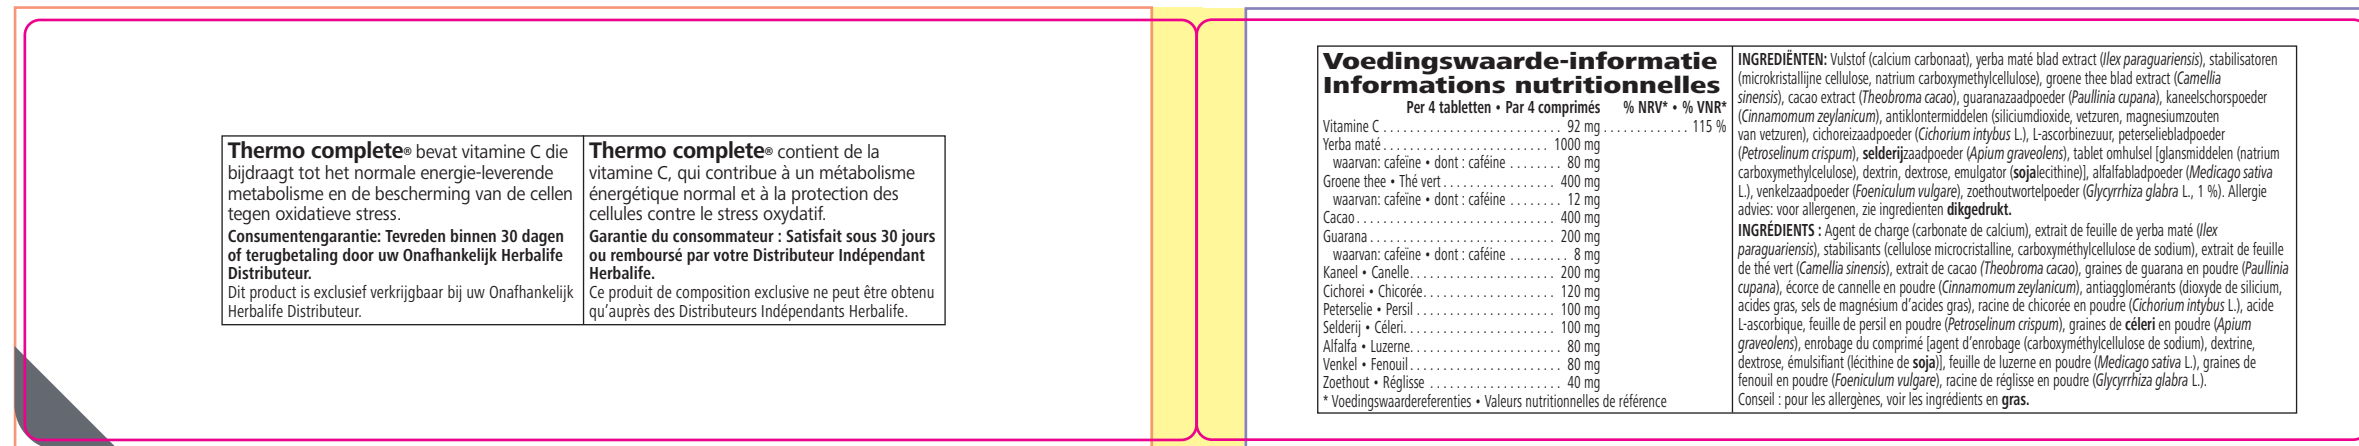 Thermo complete® bevat vitamine C die
bijdraagt tot het normale energie-leverende
metabolisme en de bescherming van de cellen
tegen oxidatieve stress.
Consumentengarantie: Tevreden binnen 30 dagen
of terugbetaling door uw Onafhankelijk Herbalife
Distributeur.
Dit product is exclusief verkrijgbaar bij uw Onafhankelijk
Herbalife Distributeur.
Thermo complete® contient de la
vitamine C, qui contribue à un métabolisme
énergétique normal et à la protection des
cellules contre le stress oxydatif.
Garantie du consommateur : Satisfait sous 30 jours
ou remboursé par votre Distributeur Indépendant
Herbalife.
Ce produit de composition exclusive ne peut être obtenu
qu’auprès des Distributeurs Indépendants Herbalife.
Voedingswaarde-informatie
Informations nutritionnelles
Per 4 tabletten • Par 4 comprimés % NRV* • % VNR*
Vitamine C . . . . . . . . . . . . . . . . . . . . . . . . . . . 92 mg . . . . . . . . . . . . . 115 %
Yerba maté . . . . . . . . . . . . . . . . . . . . . . . . . 1000 mg
waarvan: cafeïne • dont : caféine . . . . . . . . 80 mg
Groene thee • Thé vert . . . . . . . . . . . . . . . . . 400 mg
waarvan: cafeïne • dont : caféine . . . . . . . . 12 mg
Cacao . . . . . . . . . . . . . . . . . . . . . . . . . . . . . . 400 mg
Guarana . . . . . . . . . . . . . . . . . . . . . . . . . . . . 200 mg
waarvan: cafeïne • dont : caféine . . . . . . . . . 8 mg
Kaneel • Canelle. . . . . . . . . . . . . . . . . . . . . . 200 mg
Cichorei • Chicorée. . . . . . . . . . . . . . . . . . . . 120 mg
Peterselie • Persil . . . . . . . . . . . . . . . . . . . . . 100 mg
Selderij • Céleri. . . . . . . . . . . . . . . . . . . . . . . 100 mg
Alfalfa • Luzerne. . . . . . . . . . . . . . . . . . . . . . . 80 mg
Venkel • Fenouil . . . . . . . . . . . . . . . . . . . . . . . 80 mg
Zoethout • Réglisse . . . . . . . . . . . . . . . . . . . . 40 mg
* Voedingswaardereferenties • Valeurs nutritionnelles de référence
INGREDIËNTEN: Vulstof (calcium carbonaat), yerba maté blad extract (Ilex paraguariensis), stabilisatoren
(microkristallijne cellulose, natrium carboxymethylcellulose), groene thee blad extract (Camellia
sinensis), cacao extract (Theobroma cacao), guaranazaadpoeder (Paullinia cupana), kaneelschorspoeder
(Cinnamomum zeylanicum), antiklontermiddelen (siliciumdioxide, vetzuren, magnesiumzouten
van vetzuren), cichoreizaadpoeder (Cichorium intybus L.), L-ascorbinezuur, peterseliebladpoeder
(Petroselinum crispum), selderijzaadpoeder (Apium graveolens), tablet omhulsel [glansmiddelen (natrium
carboxymethylcelulose), dextrin, dextrose, emulgator (sojalecithine)], alfalfabladpoeder (Medicago sativa
L.), venkelzaadpoeder (Foeniculum vulgare), zoethoutwortelpoeder (Glycyrrhiza glabra L., 1 %). Allergie
advies: voor allergenen, zie ingredienten dikgedrukt.
INGRÉDIENTS : Agent de charge (carbonate de calcium), extrait de feuille de yerba maté (Ilex
paraguariensis), stabilisants (cellulose microcristalline, carboxyméthylcellulose de sodium), extrait de feuille
de thé vert (Camellia sinensis), extrait de cacao (Theobroma cacao), graines de guarana en poudre (Paullinia
cupana), écorce de cannelle en poudre (Cinnamomum zeylanicum), antiagglomérants (dioxyde de silicium,
acides gras, sels de magnésium d’acides gras), racine de chicorée en poudre (Cichorium intybus L.), acide
L-ascorbique, feuille de persil en poudre (Petroselinum crispum), graines de céleri en poudre (Apium
graveolens), enrobage du comprimé [agent d’enrobage (carboxyméthylcellulose de sodium), dextrine,
dextrose, émulsifiant (lécithine de soja)], feuille de luzerne en poudre (Medicago sativa L.), graines de
fenouil en poudre (Foeniculum vulgare), racine de réglisse en poudre (Glycyrrhiza glabra L.).
Conseil : pour les allergènes, voir les ingrédients en gras.